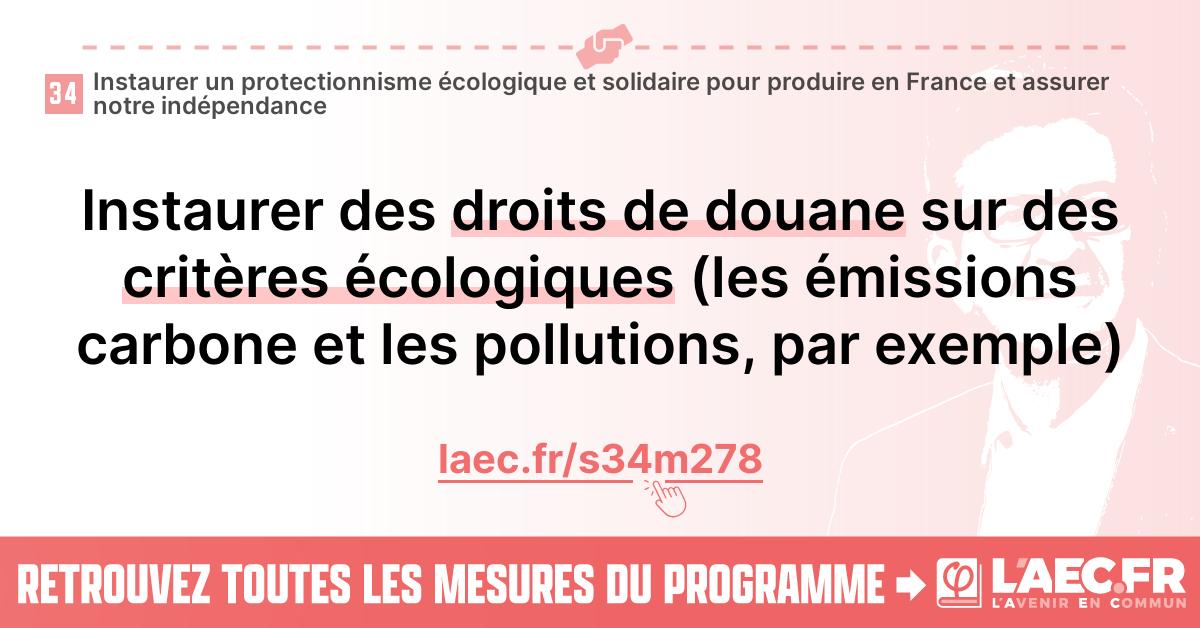 34 Instaurer un protectionnisme écologique et solidaire pour produire en France et assurer
notre indépendance
Instaurer des droits de douane sur des
critères écologiques (les émissions
carbone et les pollutions, par exemple)
laec.fr/s34m278
RETROUVEZ TOUTES LES MESURES DU PROGRAMME φ L'AEC.FR
L'AVENIR EN COMMUN